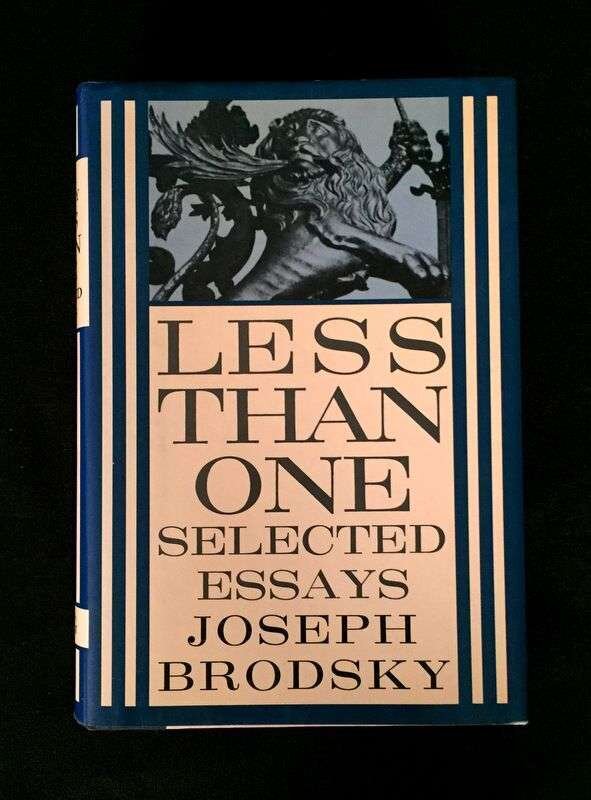 LESS
THAN
ONE
SELECTED
ESSAYS
JOSEPH
BRODSKY